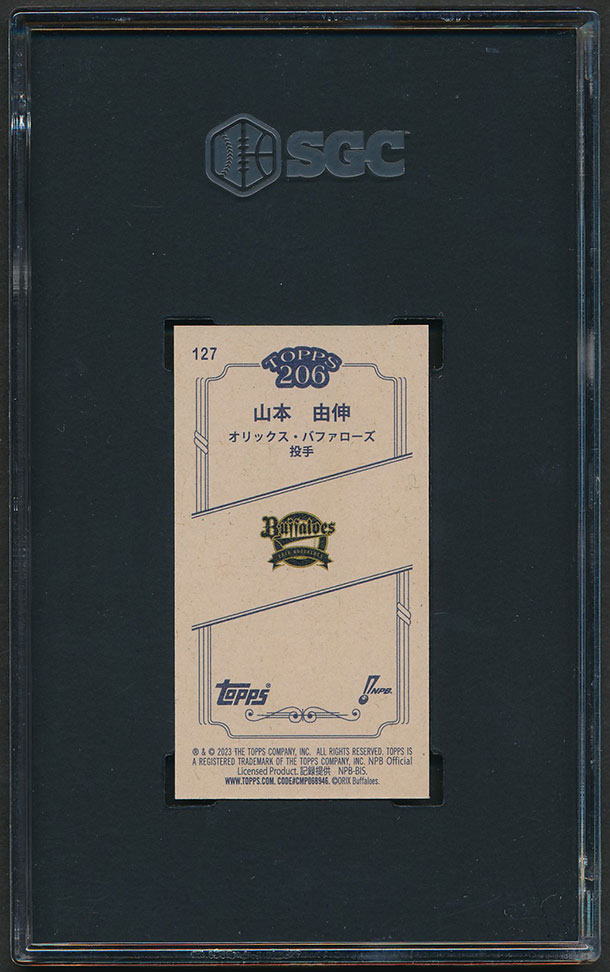 SGC
127
TOPPS
206
山本　由伸
オリックス・バファローズ
投手
Buffaloes
topps®
NPB.
® & © 2023 THE TOPPS COMPANY, INC. ALL RIGHTS RESERVED. TOPPS IS
A REGISTERED TRADEMARK OF THE TOPPS COMPANY, INC. NPB Official
Licensed Product. 記録提供 NPB-BIS.
WWW.TOPPS.COM. CODE#CMP068946. ©ORIX Buffaloes.